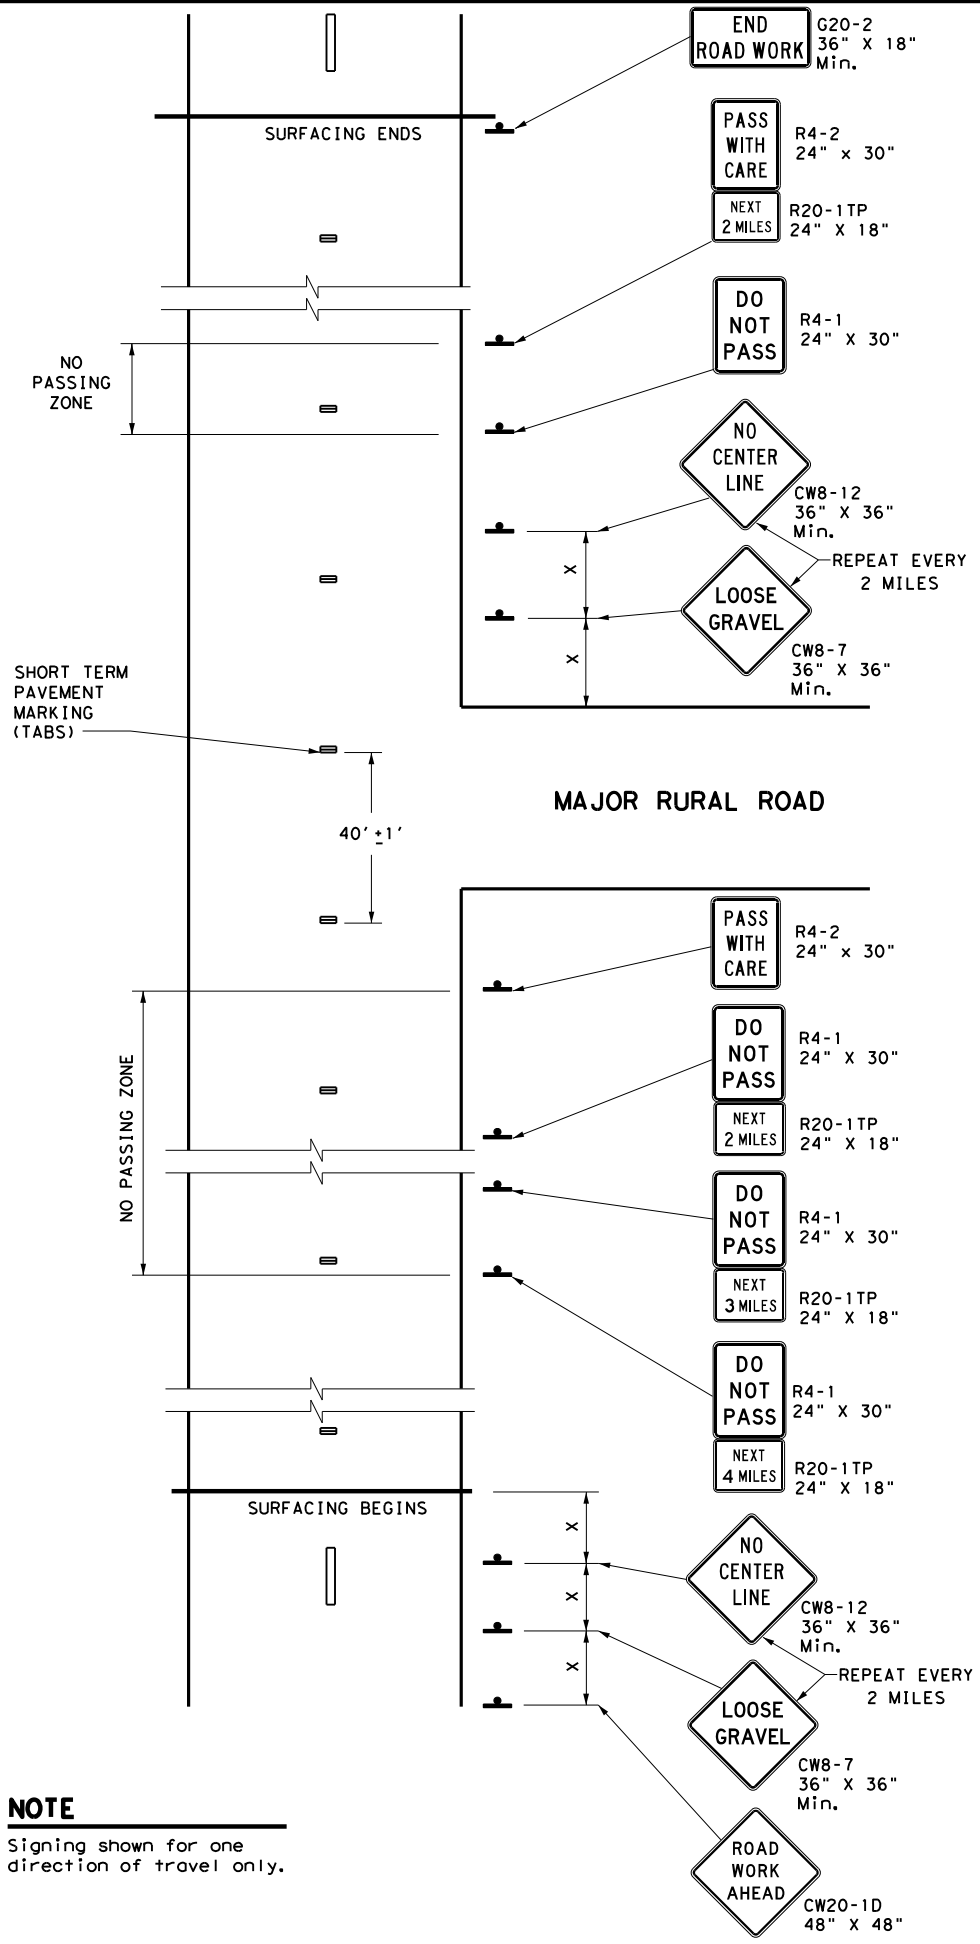 END
ROAD WORK
G20-2
36" X 18"
Min.
SURFACING ENDS
PASS
WITH
CARE
R4-2
24" x 30"
NEXT
2 MILES
R20-1TP
24" X 18"
DO
NOT
PASS
R4-1
24" X 30"
NO
PASSING
ZONE
NO
CENTER
LINE
CW8-12
36" X 36"
Min.
X
REPEAT EVERY
2 MILES
LOOSE
GRAVEL
CW8-7
36" X 36"
Min.
X
SHORT TERM
PAVEMENT
MARKING
(TABS)
MAJOR RURAL ROAD
40' ±1'
PASS
WITH
CARE
R4-2
24" x 30"
DO
NOT
PASS
R4-1
24" X 30"
NEXT
2 MILES
R20-1TP
24" X 18"
NO PASSING ZONE
DO
NOT
PASS
R4-1
24" X 30"
NEXT
3 MILES
R20-1TP
24" X 18"
DO
NOT
PASS
R4-1
24" X 30"
NEXT
4 MILES
R20-1TP
24" X 18"
SURFACING BEGINS
X
NO
CENTER
LINE
CW8-12
36" X 36"
Min.
X
REPEAT EVERY
2 MILES
X
LOOSE
GRAVEL
CW8-7
36" X 36"
Min.
NOTE
Signing shown for one
direction of travel only.
ROAD
WORK
AHEAD
CW20-1D
48" X 48"